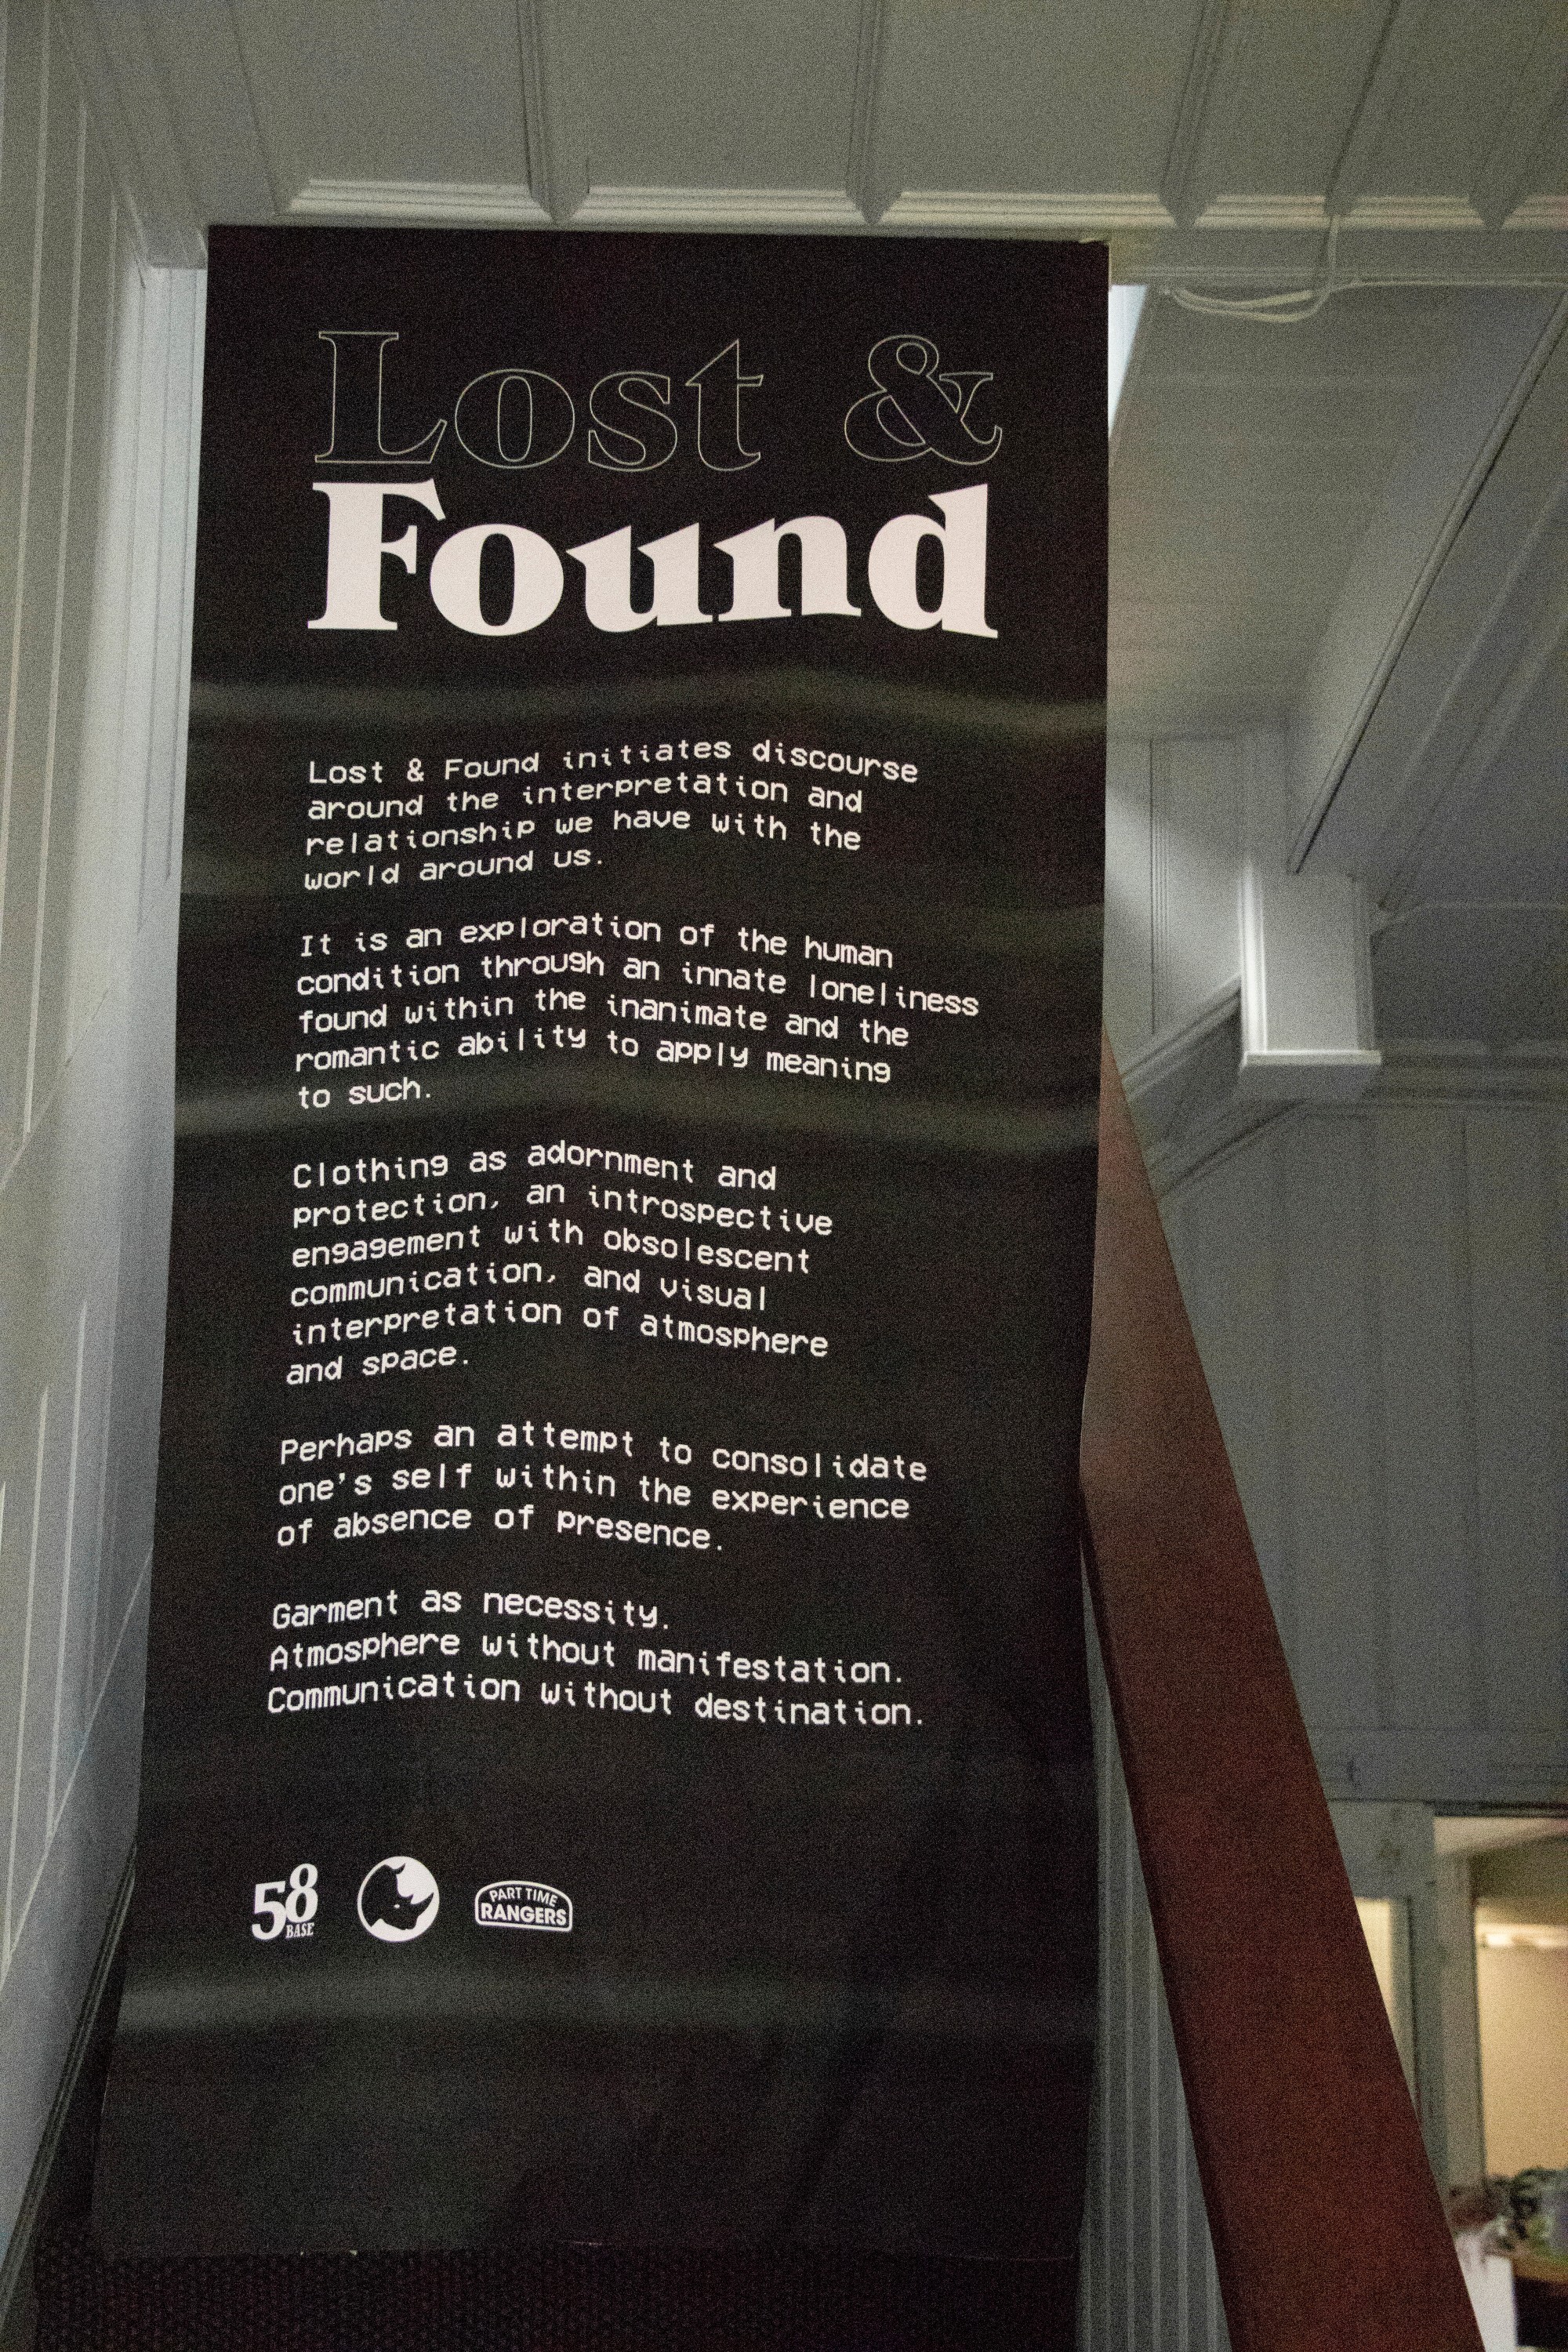 Lost &
Found
Lost & Found initiates discourse
around the interpretation and
relationship we have with the
world around us.
It is an exploration of the human
condition through an innate loneliness
found within the inanimate and the
romantic ability to apply meaning
to such.
Clothing as adornment and
protection, an introspective
engagement with obsolescent
communication, and visual
interpretation of atmosphere
and space.
Perhaps an attempt to consolidate
one's self within the experience
of absence of presence.
Garment as necessity.
Atmosphere without manifestation.
Communication without destination.
58
BASE
PART TIME
RANGERS